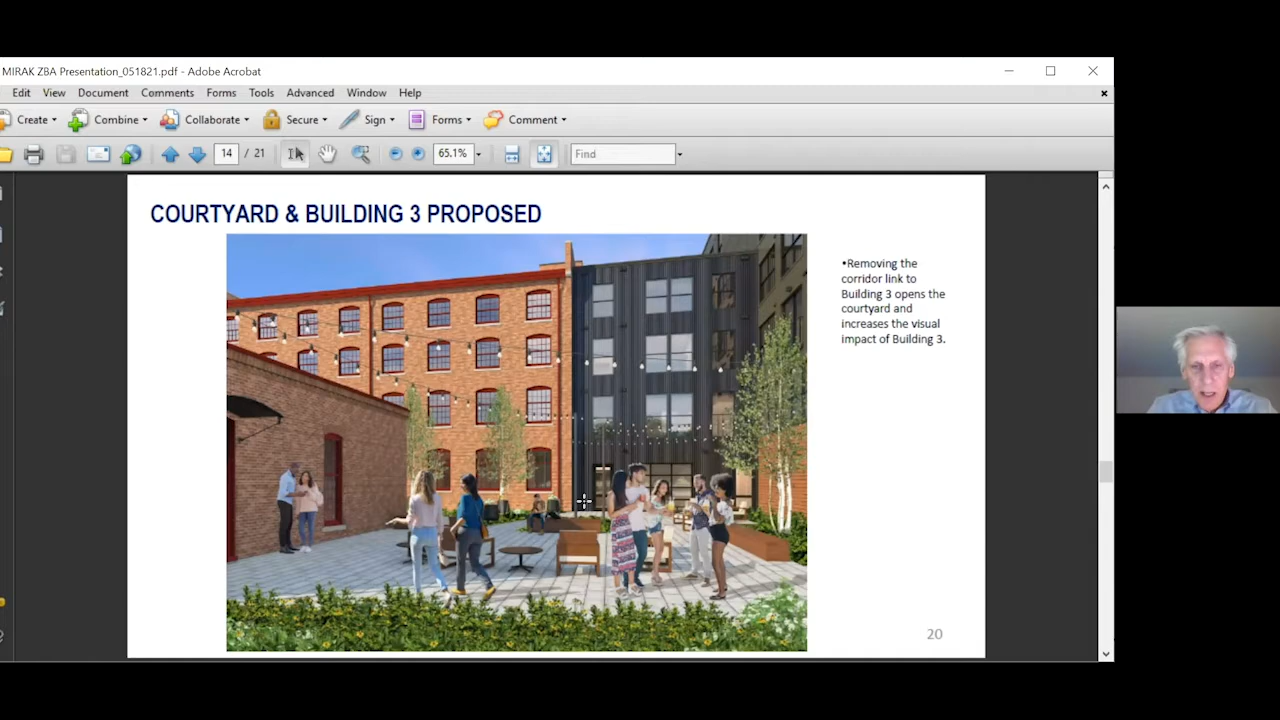 MIRAK ZBA Presentation_051821.pdf - Adobe Acrobat
Edit View Document Comments Forms Tools Advanced Window Help
Create Combine Collaborate Secure Sign Forms Comment
14 / 21 65.1% Find
COURTYARD & BUILDING 3 PROPOSED
•Removing the
corridor link to
Building 3 opens the
courtyard and
increases the visual
impact of Building 3.
20